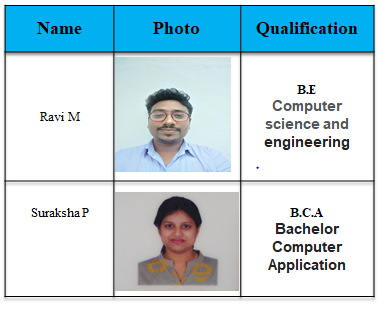 Name Photo Qualification
Ravi M
B.E
Computer
science and
engineering
.
Suraksha P
B.C.A
Bachelor
Computer
Application